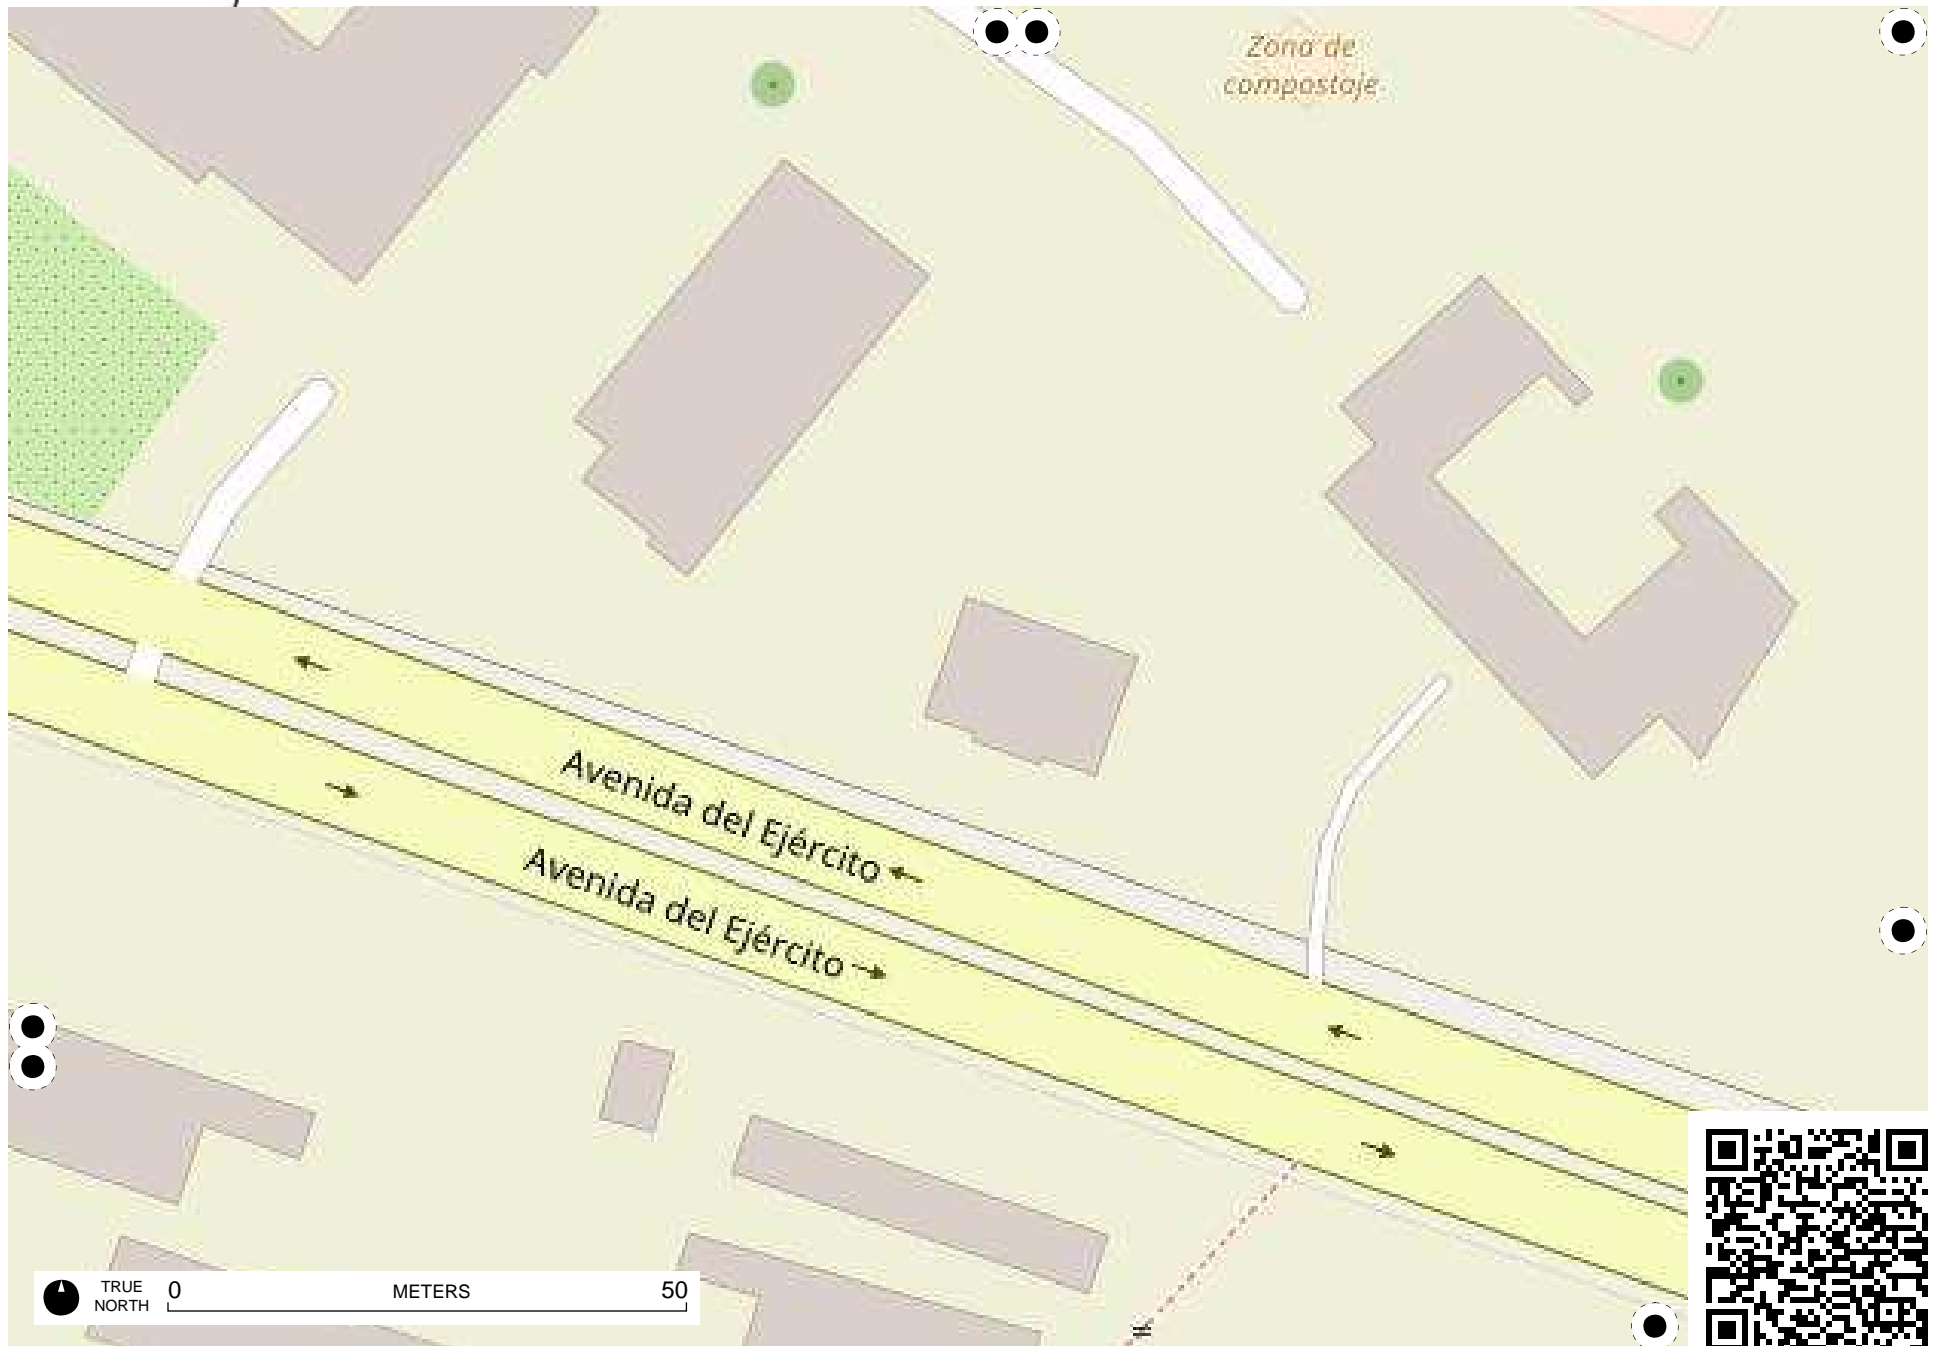 Zona de
compostaje
Avenida del Ejército
Avenida del Ejército
TRUE
NORTH
0 METERS 50